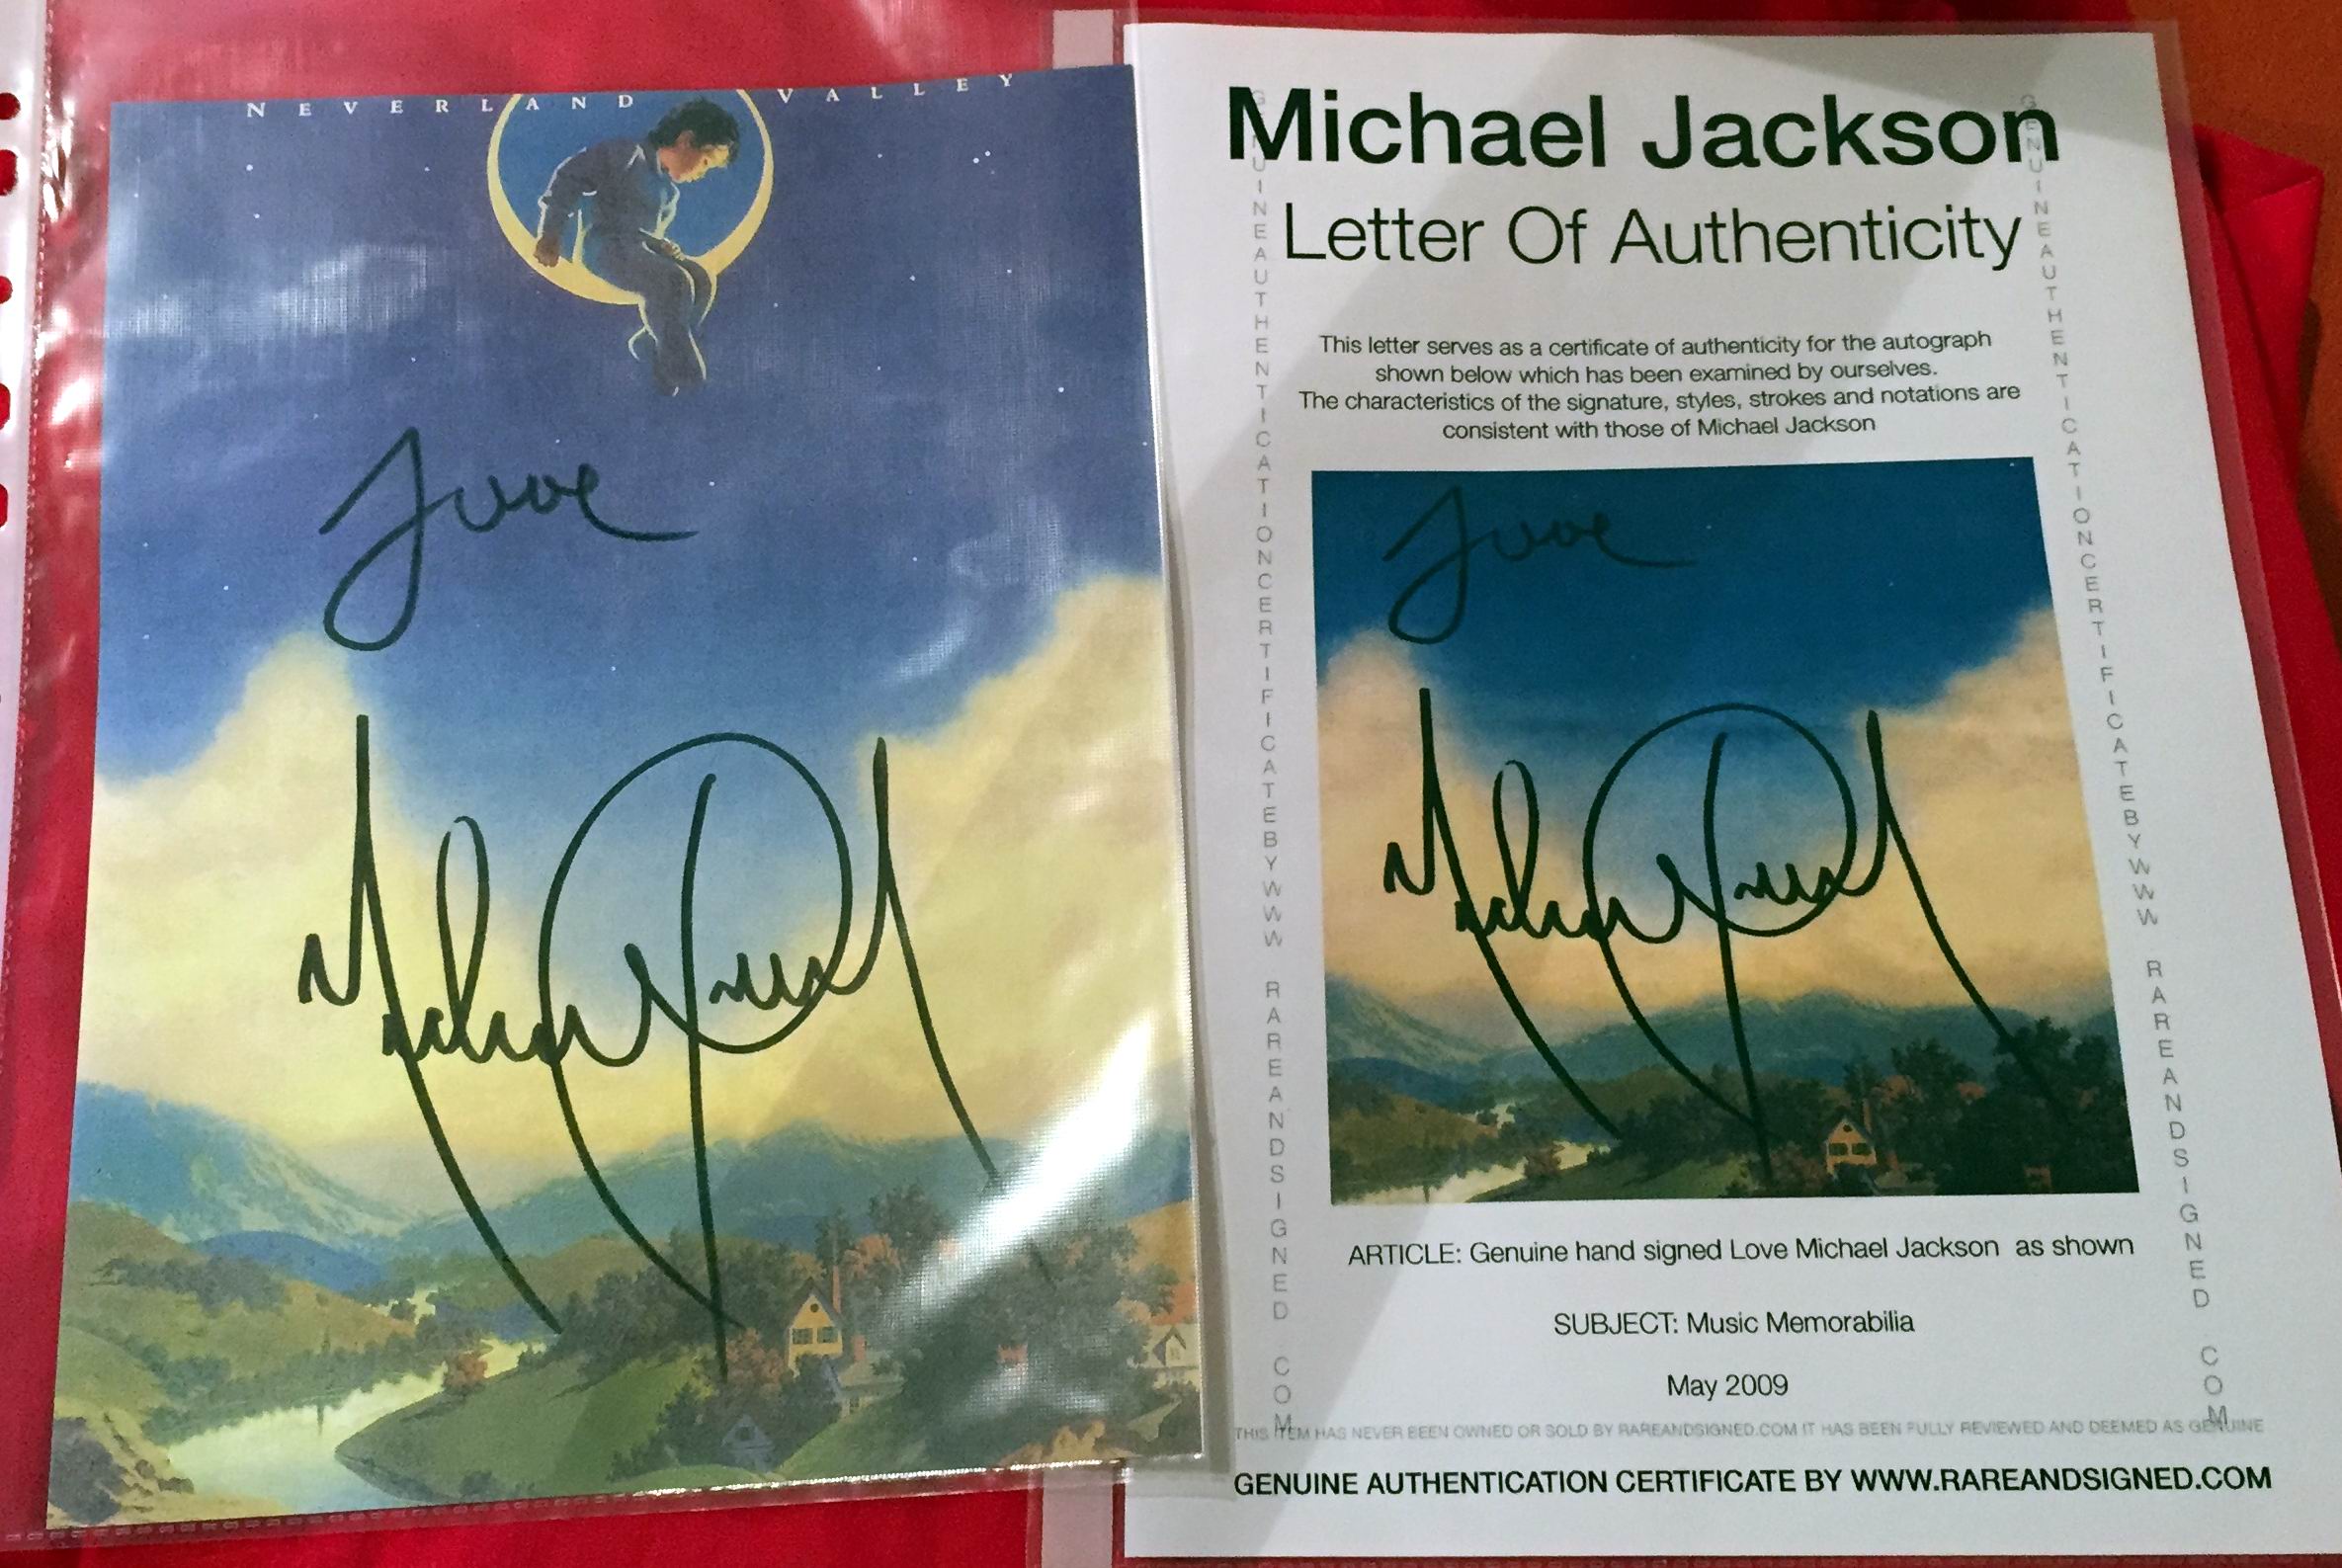 NEVERLAND VALLEY
Love
Michael Jackson
Michael Jackson
Letter Of Authenticity
This letter serves as a certificate of authenticity for the autograph
shown below which has been examined by ourselves.
The characteristics of the signature, styles, strokes and notations are
consistent with those of Michael Jackson
Love
Michael Jackson
ARTICLE: Genuine hand signed Love Michael Jackson as shown
SUBJECT: Music Memorabilia
May 2009
THIS ITEM HAS NEVER BEEN OWNED OR SOLD BY RAREANDSIGNED.COM IT HAS BEEN FULLY REVIEWED AND DEEMED AS GENUINE
GENUINE AUTHENTICATION CERTIFICATE BY WWW.RAREANDSIGNED.COM
GENUINEAUTHENTICATIONCERTIFICATEBYWWW RAREANDSIGNED COM
GENUINEAUTHENTICATIONCERTIFICATEBYWWW RAREANDSIGNED COM